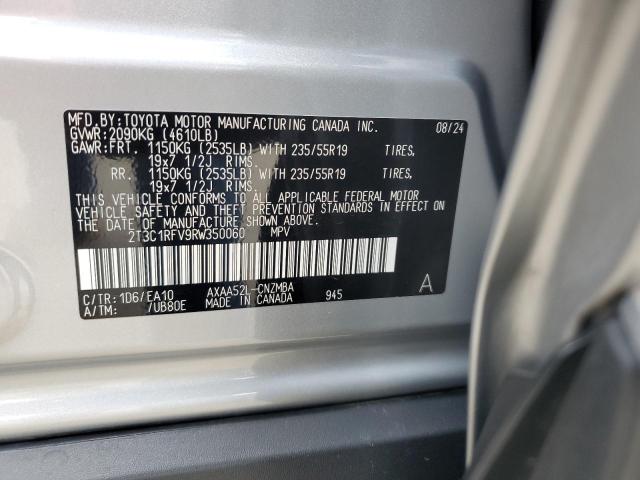 MFD.BY:TOYOTA MOTOR MANUFACTURING CANADA INC. 08/24
GVWR:2090KG (4610LB)
GAWR:FRT. 1150KG (2535LB) WITH 235/55R19 TIRES,
19x7 1/2J RIMS.
RR. 1150KG (2535LB) WITH 235/55R19 TIRES,
19x7 1/2J RIMS.
THIS VEHICLE CONFORMS TO ALL APPLICABLE FEDERAL MOTOR
VEHICLE SAFETY AND THEFT PREVENTION STANDARDS IN EFFECT ON
THE DATE OF MANUFACTURE SHOWN ABOVE.
2T3C1RFV9RW350060 MPV
C/TR: 1D6/EA10 AXAA52L-CNZMBA A
A/TM: /UB80E MADE IN CANADA 945